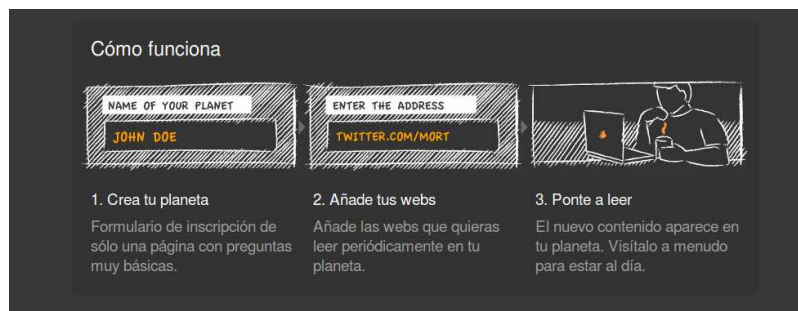 Cómo funciona
NAME OF YOUR PLANET
JOHN DOE
ENTER THE ADDRESS
TWITTER.COM/MORT
1. Crea tu planeta
Formulario de inscripción de
sólo una página con preguntas
muy básicas.
2. Añade tus webs
Añade las webs que quieras
leer periódicamente en tu
planeta.
3. Ponte a leer
El nuevo contenido aparece en
tu planeta. Visítalo a menudo
para estar al día.